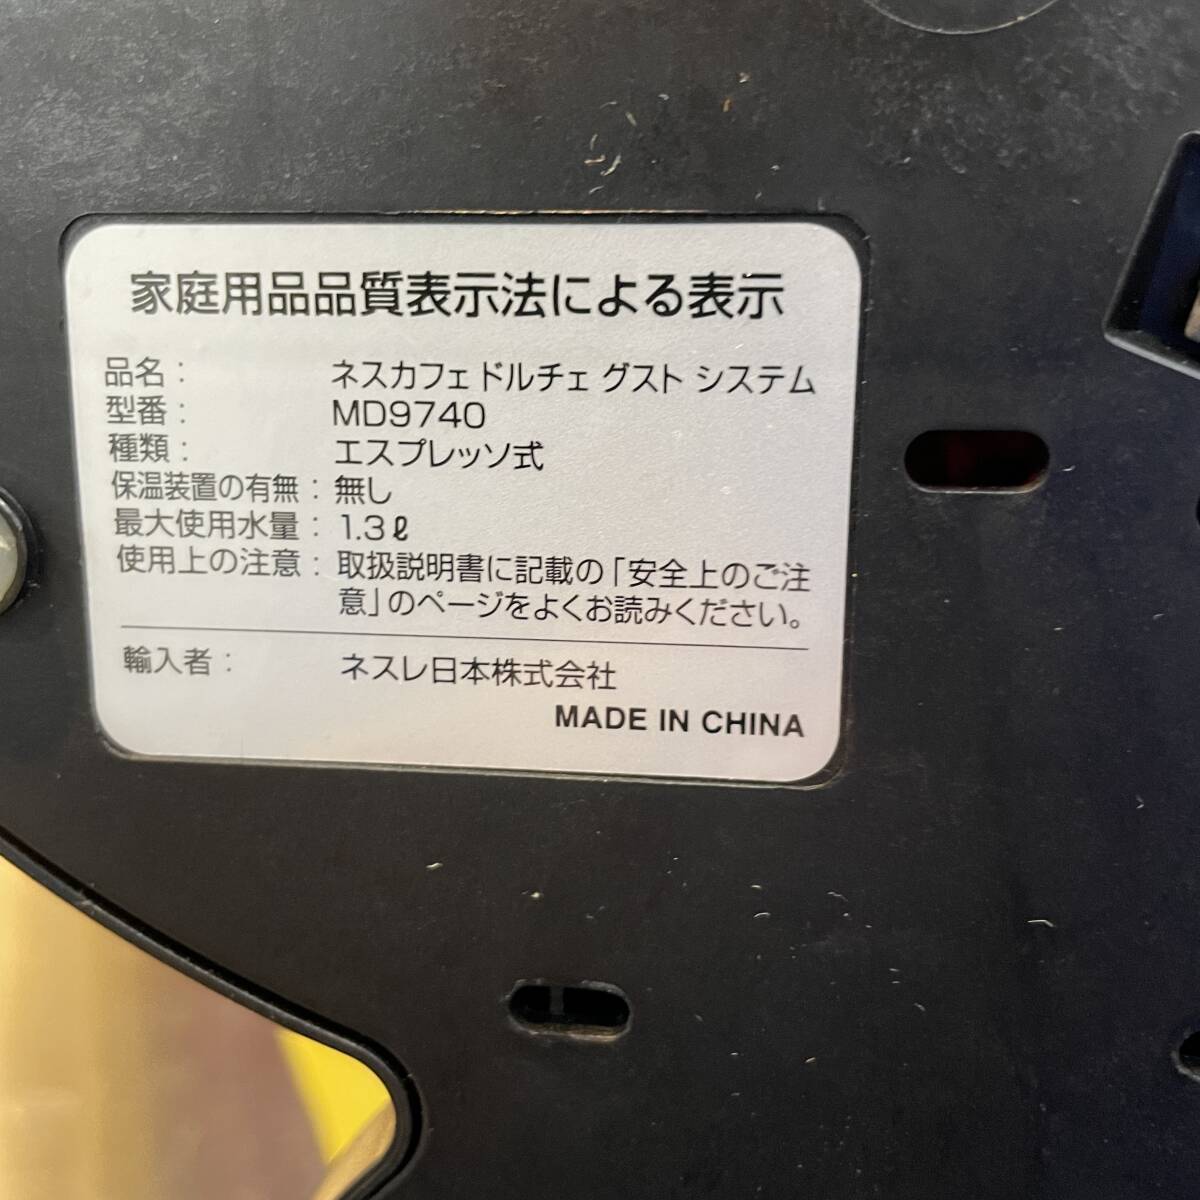 家庭用品品質表示法による表示
品名： ネスカフェ ドルチェ グスト システム
型番： MD9740
種類： エスプレッソ式
保温装置の有無： 無し
最大使用水量： 1.3ℓ
使用上の注意： 取扱説明書に記載の「安全上のご注
意」のページをよくお読みください。
輸入者： ネスレ日本株式会社
MADE IN CHINA